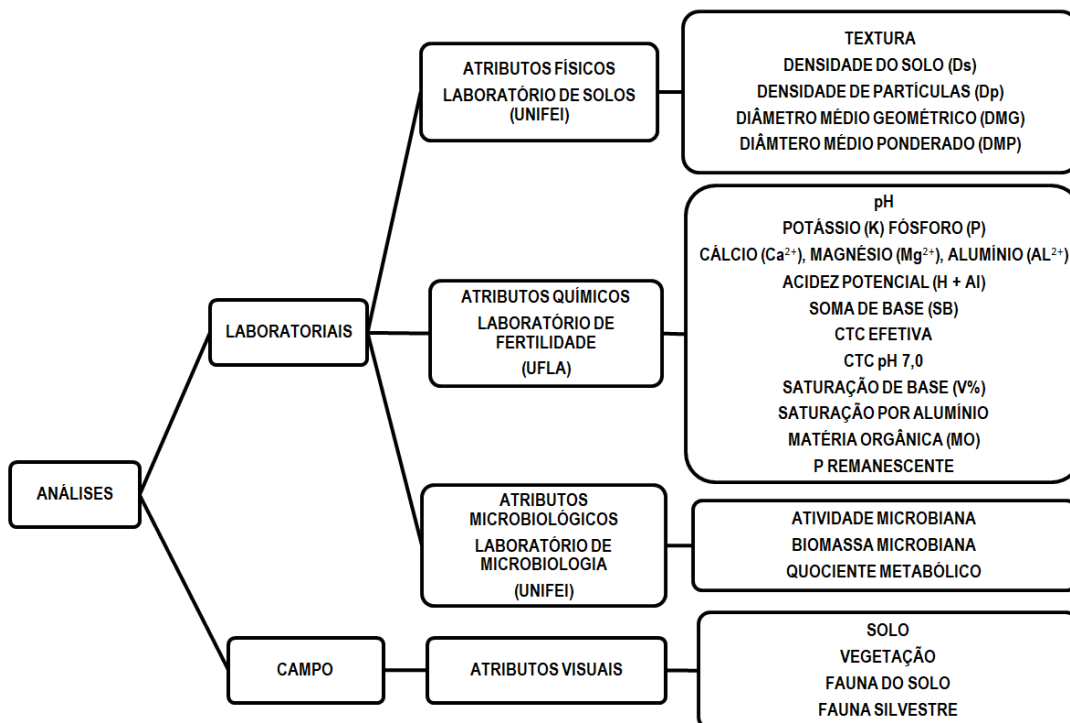 ANÁLISES
LABORATORIAIS
ATRIBUTOS FÍSICOS
LABORATÓRIO DE SOLOS
(UNIFEI)
TEXTURA
DENSIDADE DO SOLO (Ds)
DENSIDADE DE PARTÍCULAS (Dp)
DIÂMETRO MÉDIO GEOMÉTRICO (DMG)
DIÂMTERO MÉDIO PONDERADO (DMP)
ATRIBUTOS QUÍMICOS
LABORATÓRIO DE
FERTILIDADE
(UFLA)
pH
POTÁSSIO (K) FÓSFORO (P)
CÁLCIO (Ca²⁺), MAGNÉSIO (Mg²⁺), ALUMÍNIO (AL²⁺)
ACIDEZ POTENCIAL (H + Al)
SOMA DE BASE (SB)
CTC EFETIVA
CTC pH 7,0
SATURAÇÃO DE BASE (V%)
SATURAÇÃO POR ALUMÍNIO
MATÉRIA ORGÂNICA (MO)
P REMANESCENTE
ATRIBUTOS
MICROBIOLÓGICOS
LABORATÓRIO DE
MICROBIOLOGIA
(UNIFEI)
ATIVIDADE MICROBIANA
BIOMASSA MICROBIANA
QUOCIENTE METABÓLICO
CAMPO
ATRIBUTOS VISUAIS
SOLO
VEGETAÇÃO
FAUNA DO SOLO
FAUNA SILVESTRE